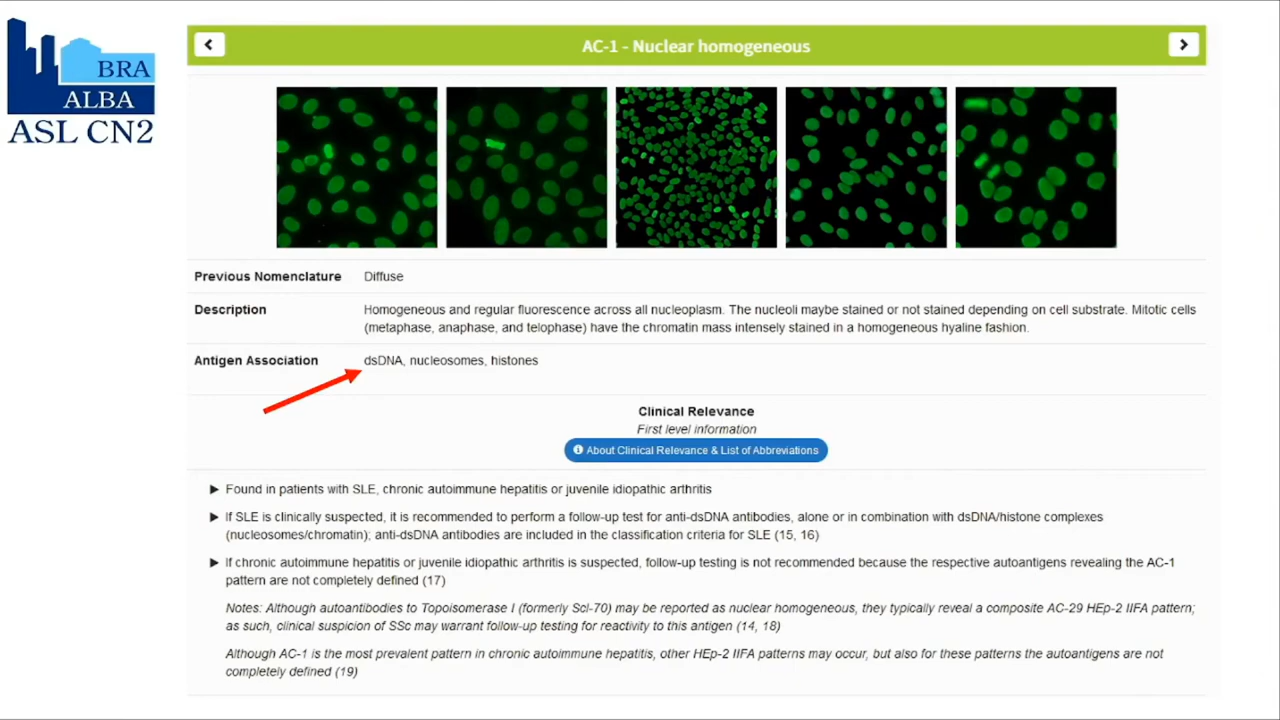 BRA
ALBA
ASL CN2
AC-1 - Nuclear homogeneous
Previous Nomenclature Diffuse
Description Homogeneous and regular fluorescence across all nucleoplasm. The nucleoli maybe stained or not stained depending on cell substrate. Mitotic cells
(metaphase, anaphase, and telophase) have the chromatin mass intensely stained in a homogeneous hyaline fashion.
Antigen Association dsDNA, nucleosomes, histones
Clinical Relevance
First level information
About Clinical Relevance & List of Abbreviations
Found in patients with SLE, chronic autoimmune hepatitis or juvenile idiopathic arthritis
If SLE is clinically suspected, it is recommended to perform a follow-up test for anti-dsDNA antibodies, alone or in combination with dsDNA/histone complexes
(nucleosomes/chromatin); anti-dsDNA antibodies are included in the classification criteria for SLE (15, 16)
If chronic autoimmune hepatitis or juvenile idiopathic arthritis is suspected, follow-up testing is not recommended because the respective autoantigens revealing the AC-1
pattern are not completely defined (17)
Notes: Although autoantibodies to Topoisomerase I (formerly Scl-70) may be reported as nuclear homogeneous, they typically reveal a composite AC-29 HEp-2 IIFA pattern;
as such, clinical suspicion of SSc may warrant follow-up testing for reactivity to this antigen (14, 18)
Although AC-1 is the most prevalent pattern in chronic autoimmune hepatitis, other HEp-2 IIFA patterns may occur, but also for these patterns the autoantigens are not
completely defined (19)